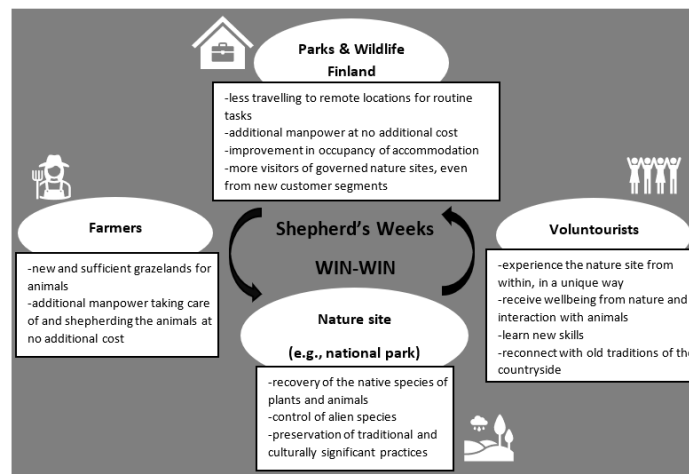 Parks & Wildlife
Finland
-less travelling to remote locations for routine
tasks
-additional manpower at no additional cost
-improvement in occupancy of accommodation
-more visitors of governed nature sites, even
from new customer segments
Farmers
-new and sufficient grazelands for
animals
-additional manpower taking care
of and shepherding the animals at
no additional cost
Shepherd's Weeks
WIN-WIN
Voluntourists
-experience the nature site from
within, in a unique way
-receive wellbeing from nature and
interaction with animals
-learn new skills
-reconnect with old traditions of the
countryside
Nature site
(e.g., national park)
-recovery of the native species of
plants and animals
-control of alien species
-preservation of traditional and
culturally significant practices